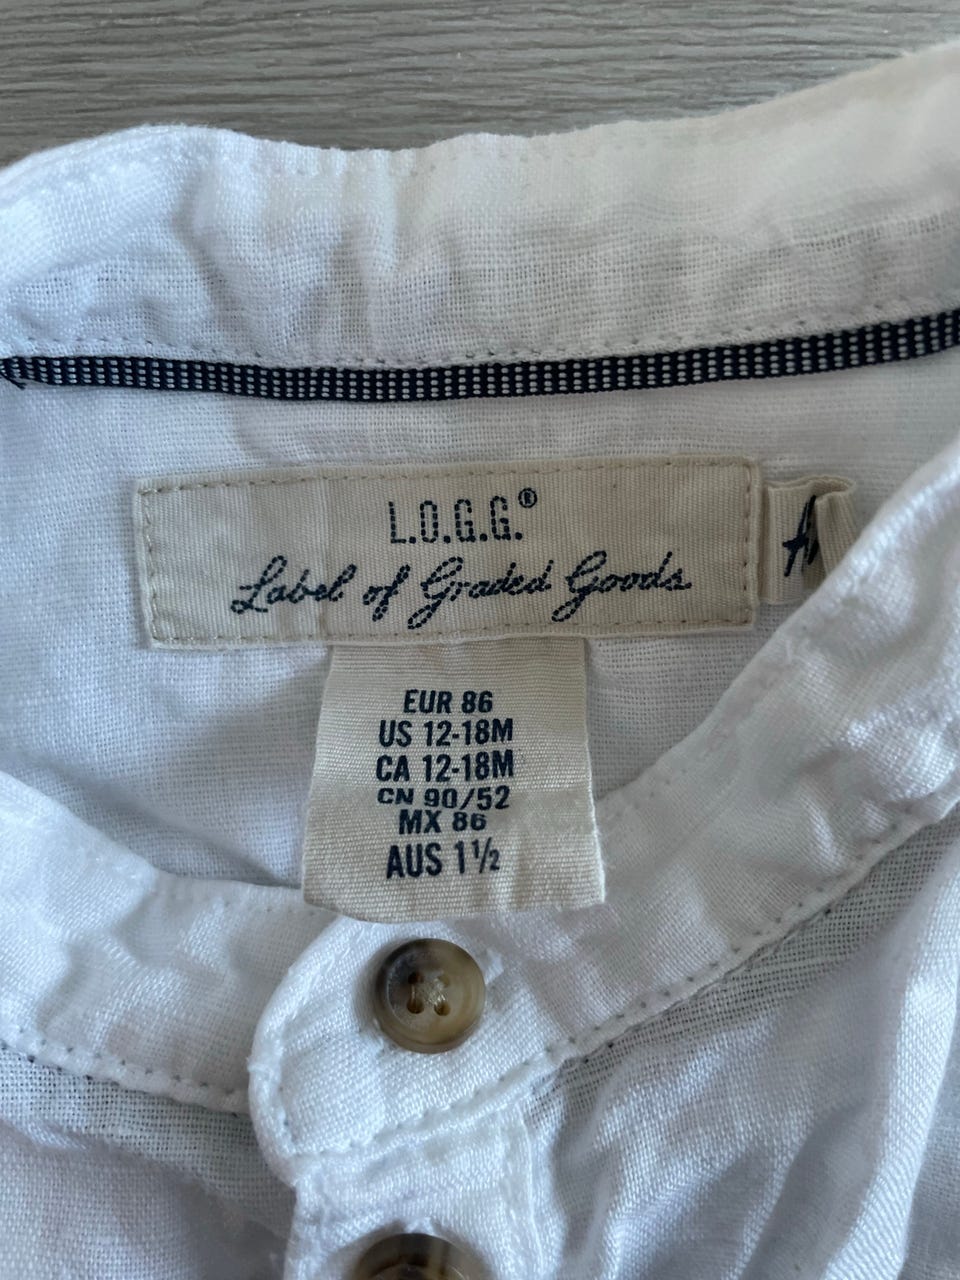 L.O.G.G.®
Label of Graded Goods
EUR 86
US 12-18M
CA 12-18M
CN 90/52
MX 86
AUS 1½